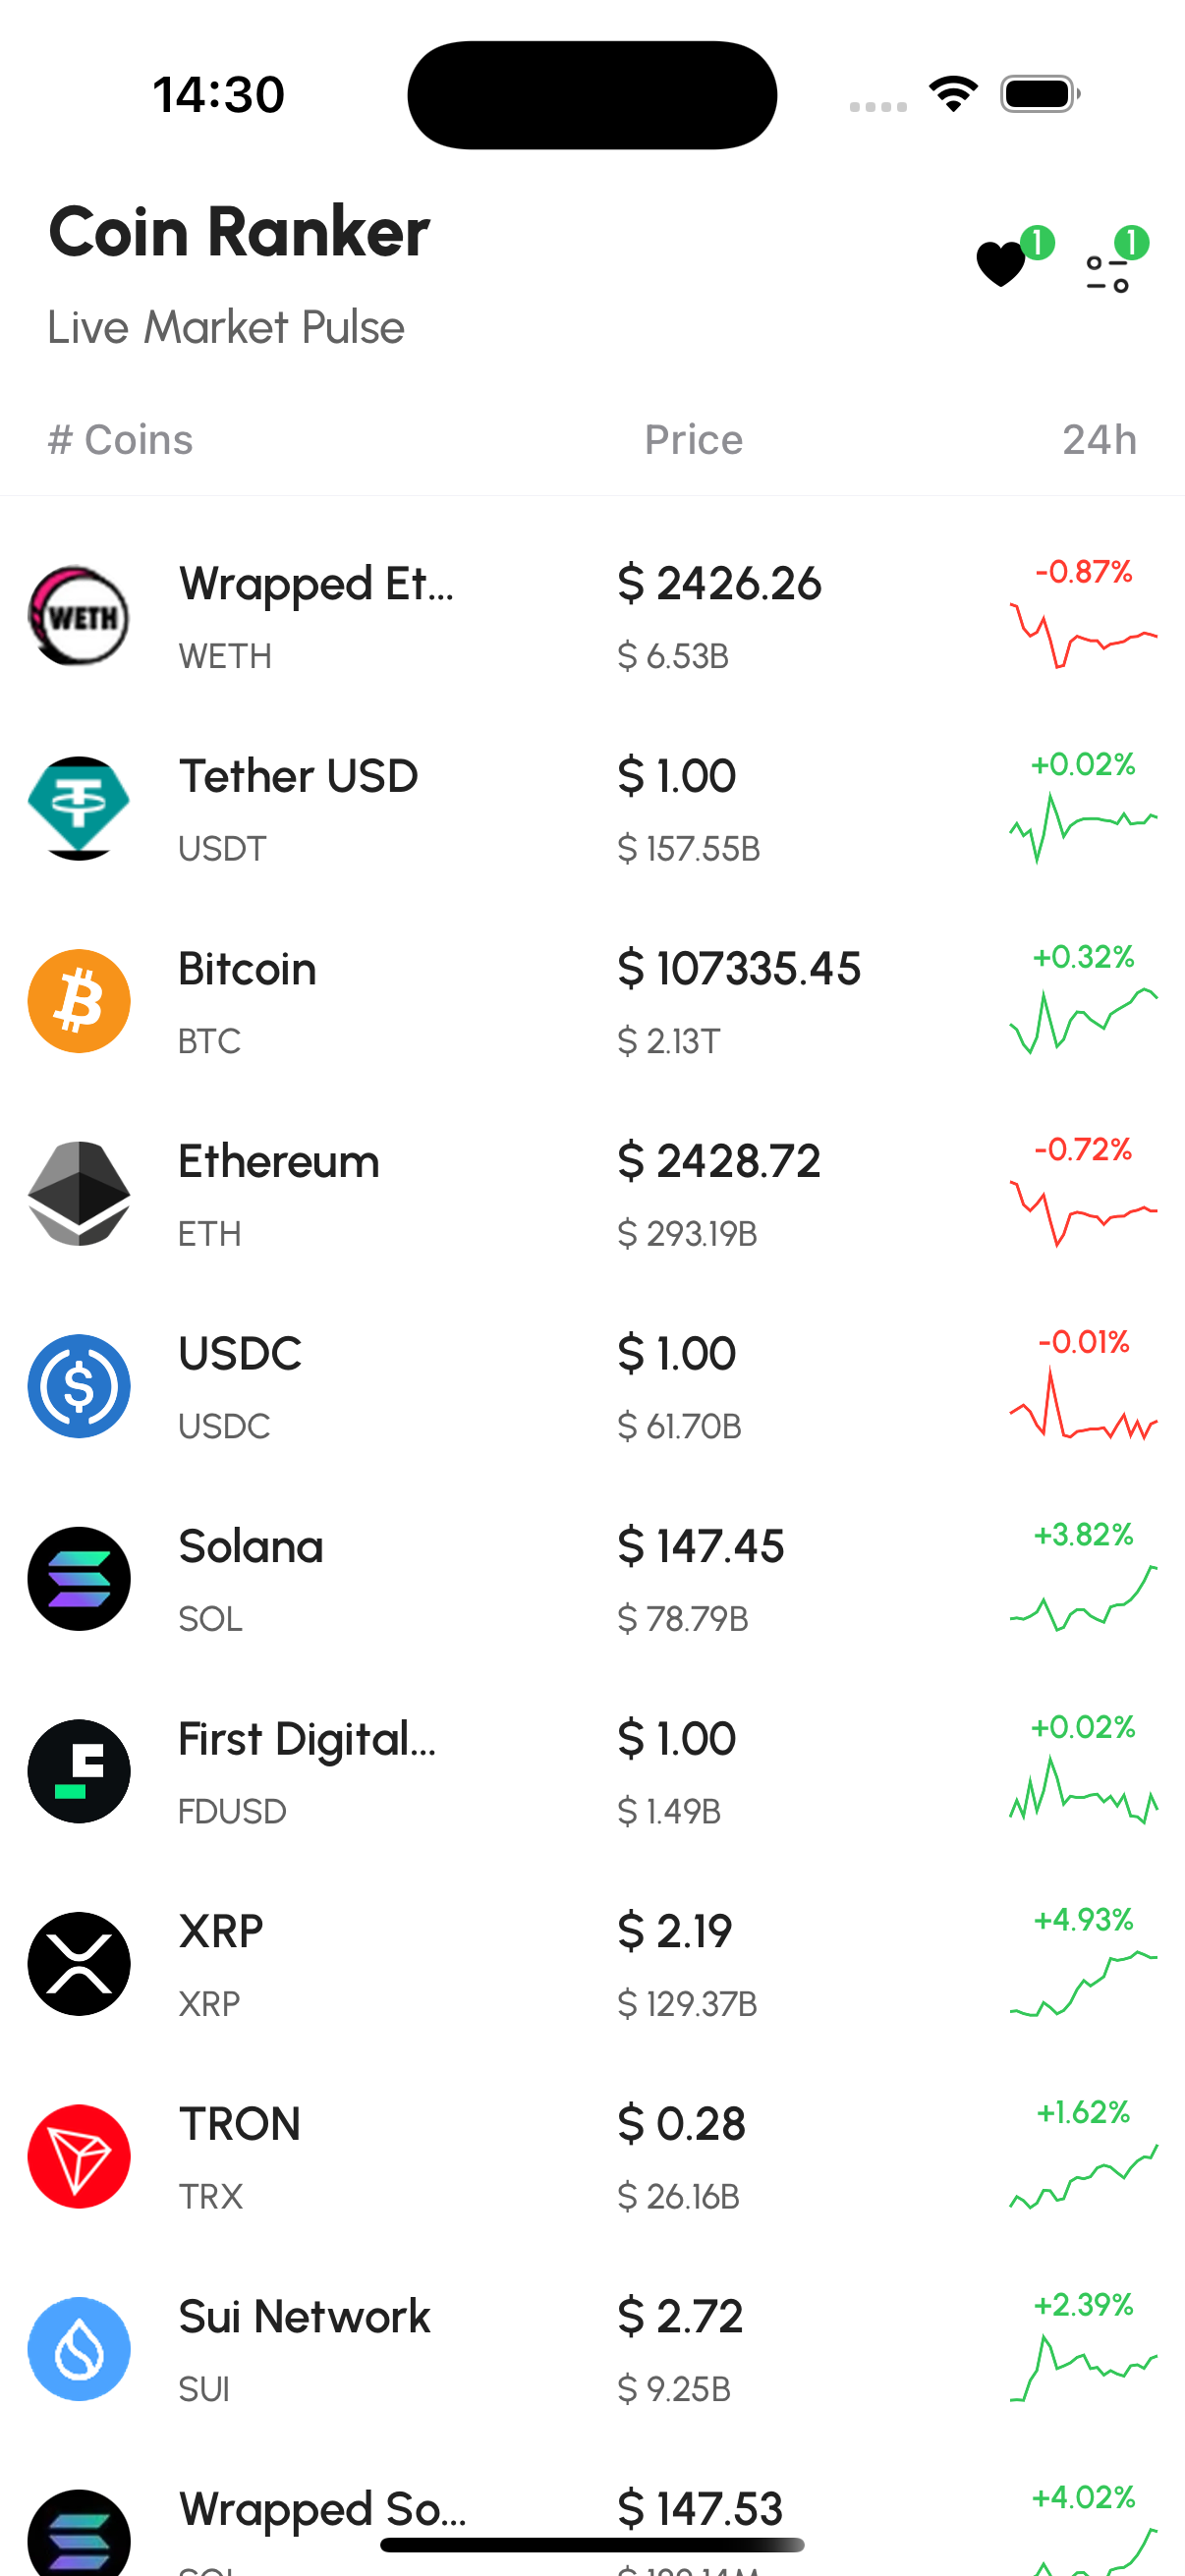 14:30
Coin Ranker
1
1
Live Market Pulse
# Coins Price 24h
WETH
Wrapped Et... $ 2426.26 -0.87%
WETH $ 6.53B
Tether USD $ 1.00 +0.02%
USDT $ 157.55B
Bitcoin $ 107335.45 +0.32%
BTC $ 2.13T
Ethereum $ 2428.72 -0.72%
ETH $ 293.19B
USDC $ 1.00 -0.01%
USDC $ 61.70B
Solana $ 147.45 +3.82%
SOL $ 78.79B
First Digital... $ 1.00 +0.02%
FDUSD $ 1.49B
XRP $ 2.19 +4.93%
XRP $ 129.37B
TRON $ 0.28 +1.62%
TRX $ 26.16B
Sui Network $ 2.72 +2.39%
SUI $ 9.25B
Wrapped So... $ 147.53 +4.02%